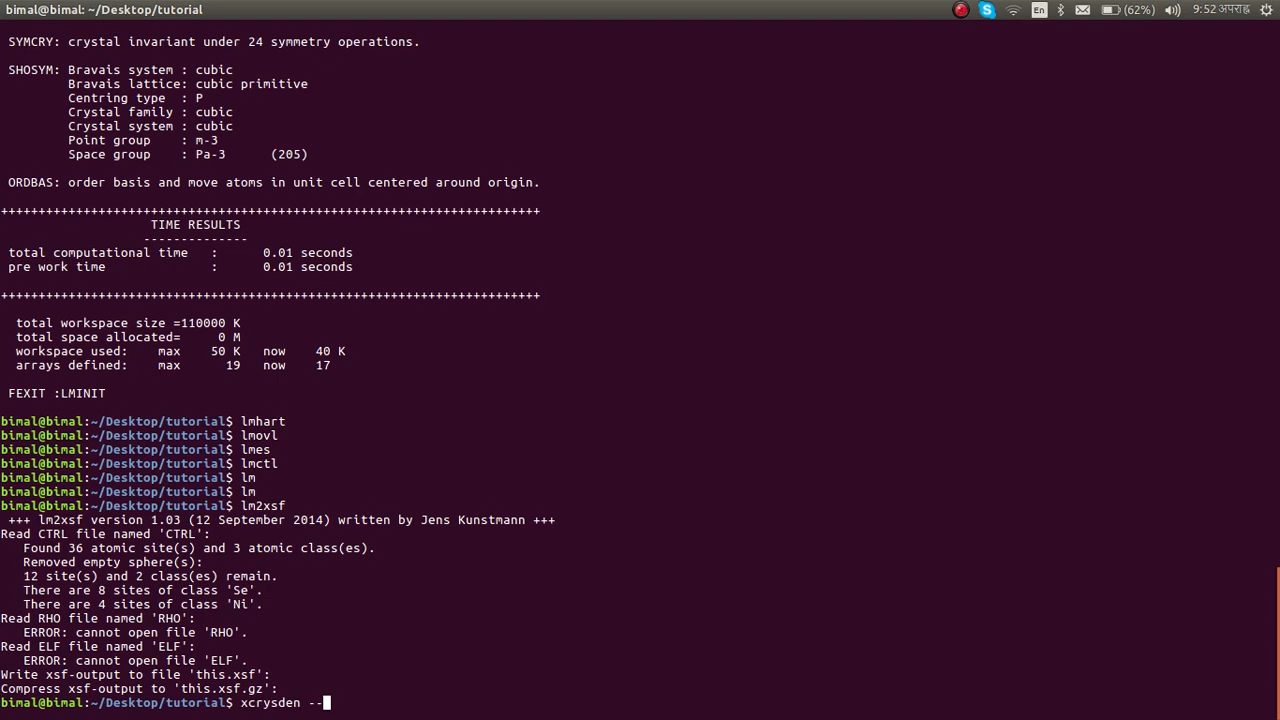 bimal@bimal: ~/Desktop/tutorial
En (62%) 9:52 अपराह्न
SYMCRY: crystal invariant under 24 symmetry operations.
SHOSYM: Bravais system : cubic
Bravais lattice: cubic primitive
Centring type : P
Crystal family : cubic
Crystal system : cubic
Point group : m-3
Space group : Pa-3 (205)
ORDBAS: order basis and move atoms in unit cell centered around origin.
++++++++++++++++++++++++++++++++++++++++++++++++++++++++++++++++++++++++
TIME RESULTS
--------------
total computational time : 0.01 seconds
pre work time : 0.01 seconds
++++++++++++++++++++++++++++++++++++++++++++++++++++++++++++++++++++++++
total workspace size =110000 K
total space allocated= 0 M
workspace used: max 50 K now 40 K
arrays defined: max 19 now 17
FEXIT :LMINIT
bimal@bimal:~/Desktop/tutorial$ lmhart
bimal@bimal:~/Desktop/tutorial$ lmovl
bimal@bimal:~/Desktop/tutorial$ lmes
bimal@bimal:~/Desktop/tutorial$ lmctl
bimal@bimal:~/Desktop/tutorial$ lm
bimal@bimal:~/Desktop/tutorial$ lm
bimal@bimal:~/Desktop/tutorial$ lm2xsf
+++ lm2xsf version 1.03 (12 September 2014) written by Jens Kunstmann +++
Read CTRL file named 'CTRL':
Found 36 atomic site(s) and 3 atomic class(es).
Removed empty sphere(s):
12 site(s) and 2 class(es) remain.
There are 8 sites of class 'Se'.
There are 4 sites of class 'Ni'.
Read RHO file named 'RHO':
ERROR: cannot open file 'RHO'.
Read ELF file named 'ELF':
ERROR: cannot open file 'ELF'.
Write xsf-output to file 'this.xsf':
Compress xsf-output to 'this.xsf.gz':
bimal@bimal:~/Desktop/tutorial$ xcrysden --